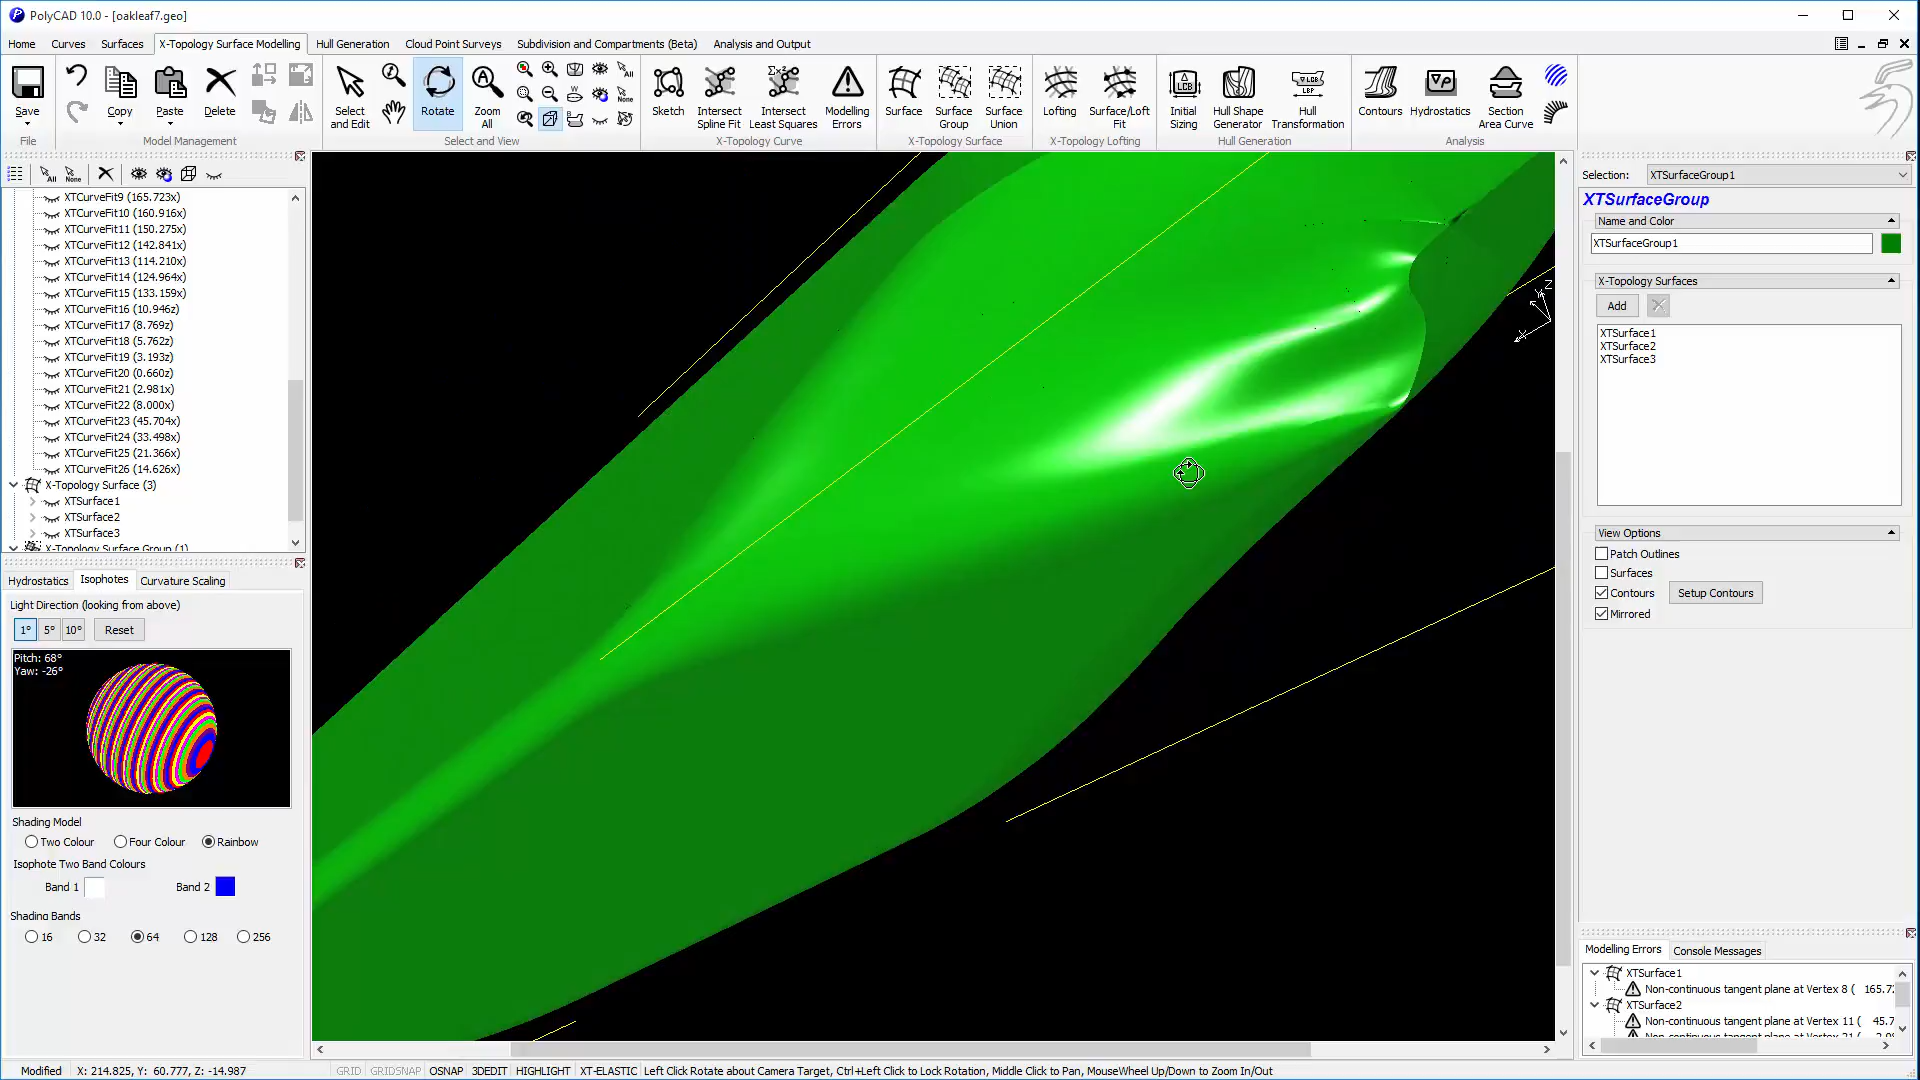 PolyCAD 10.0 - [oakleaf7.geo]
Home Curves Surfaces X-Topology Surface Modelling Hull Generation Cloud Point Surveys Subdivision and Compartments (Beta) Analysis and Output
Save Copy Paste Delete Select and Edit Rotate Zoom All Sketch Intersect Spline Fit Intersect Least Squares Modelling Errors Surface Surface Group Surface Union Lofting Surface/Loft Fit Initial Sizing Hull Shape Generator Hull Transformation Contours Hydrostatics Section Area Curve
File Model Management Select and View X-Topology Curve X-Topology Surface X-Topology Lofting Hull Generation Analysis
XTCurveFit9 (165.723x)
XTCurveFit10 (160.916x)
XTCurveFit11 (150.275x)
XTCurveFit12 (142.841x)
XTCurveFit13 (114.210x)
XTCurveFit14 (124.964x)
XTCurveFit15 (133.159x)
XTCurveFit16 (10.946z)
XTCurveFit17 (8.769z)
XTCurveFit18 (5.762z)
XTCurveFit19 (3.193z)
XTCurveFit20 (0.660z)
XTCurveFit21 (2.981x)
XTCurveFit22 (8.000x)
XTCurveFit23 (45.704x)
XTCurveFit24 (33.498x)
XTCurveFit25 (21.366x)
XTCurveFit26 (14.626x)
X-Topology Surface (3)
XTSurface1
XTSurface2
XTSurface3
X-Topology Surface Group (1)
Hydrostatics Isophotes Curvature Scaling
Light Direction (looking from above)
1° 5° 10° Reset
Pitch: 68°
Yaw: -26°
Shading Model
Two Colour Four Colour Rainbow
Isophote Two Band Colours
Band 1 Band 2
Shading Bands
16 32 64 128 256
Z
Y
X
Selection: XTSurfaceGroup1
XTSurfaceGroup
Name and Color
XTSurfaceGroup1
X-Topology Surfaces
Add
XTSurface1
XTSurface2
XTSurface3
View Options
Patch Outlines
Surfaces
Contours Setup Contours
Mirrored
Modelling Errors Console Messages
XTSurface1
Non-continuous tangent plane at Vertex 8 ( 165.7
XTSurface2
Non-continuous tangent plane at Vertex 11 ( 45.7
Modified X: 214.825, Y: 60.777, Z: -14.987 GRID GRIDSNAP OSNAP 3DEDIT HIGHLIGHT XT-ELASTIC Left Click Rotate about Camera Target, Ctrl+Left Click to Lock Rotation, Middle Click to Pan, MouseWheel Up/Down to Zoom In/Out